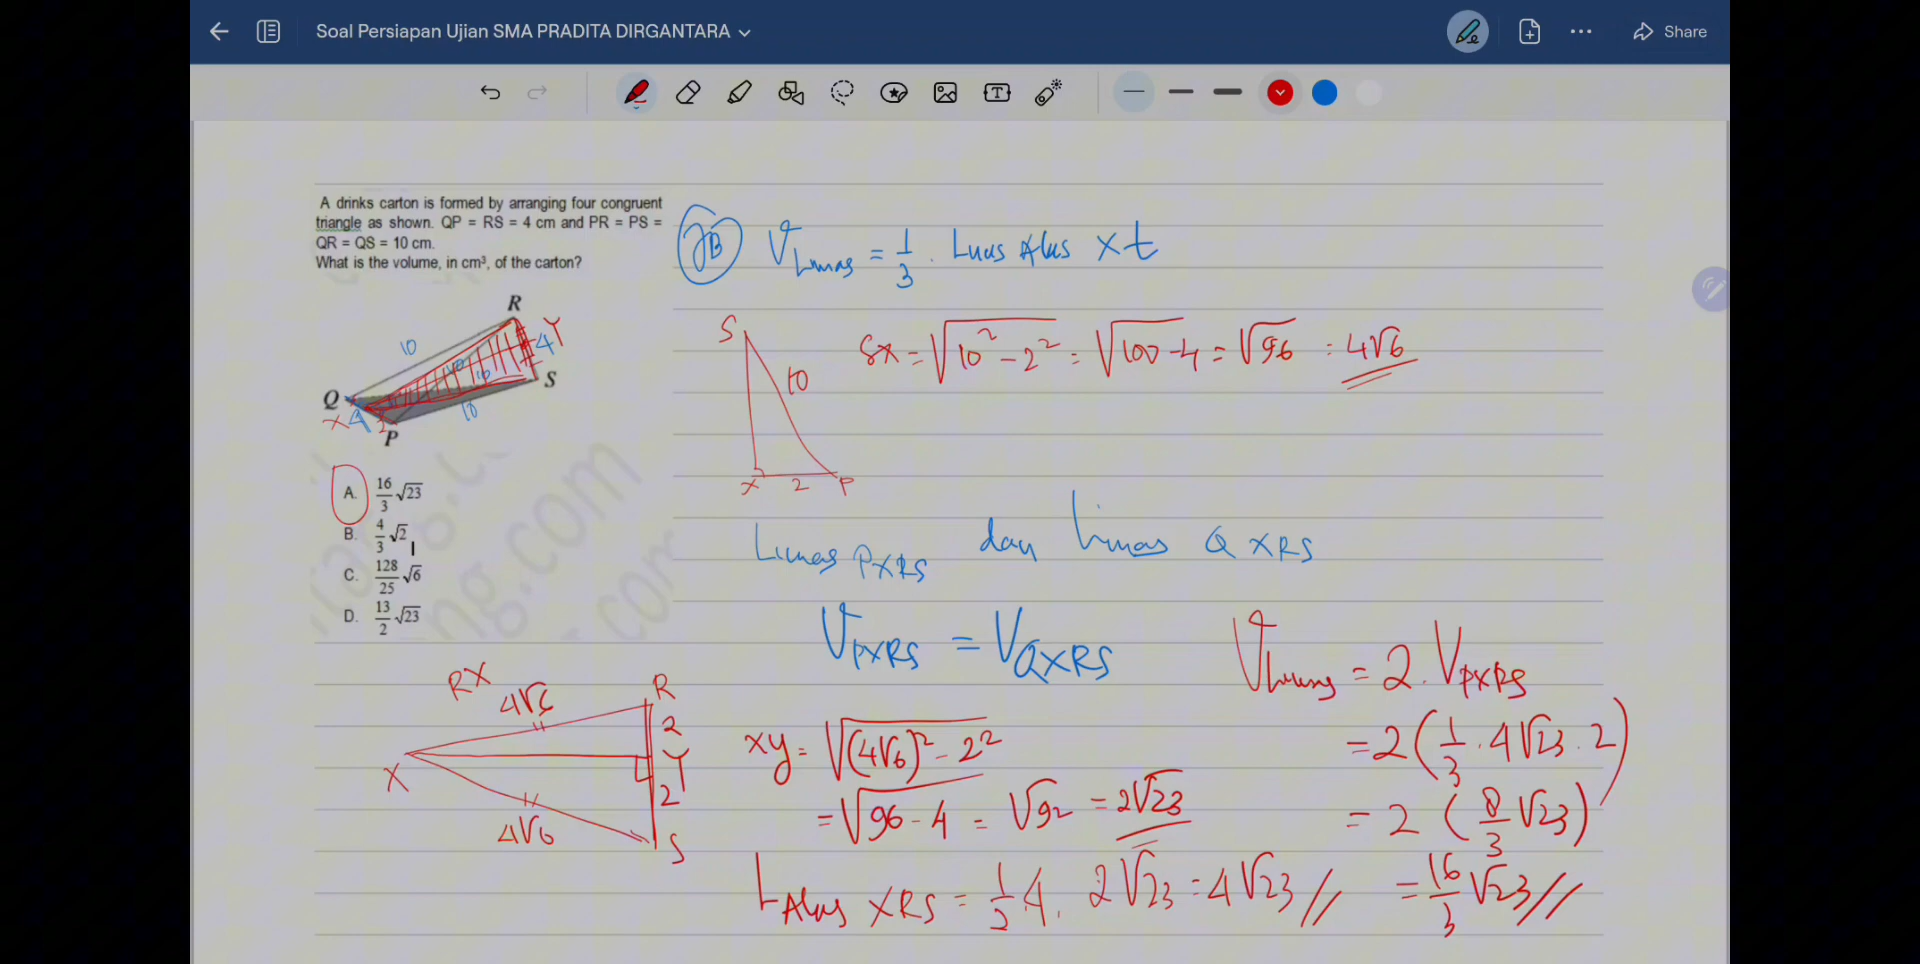 Soal Persiapan Ujian SMA PRADITA DIRGANTARA
Share
A drinks carton is formed by arranging four congruent
triangle as shown. QP = RS = 4 cm and PR = PS =
QR = QS = 10 cm.
What is the volume, in cm³, of the carton?
R
Y
10
4
10
10
S
Q
X
4
2
10
P
A. 16/3 √23
B. 4/3 √2
C. 128/25 √6
D. 13/2 √23
JB
V Limas = 1/3 . Luas Alas x t
S
10
X 2 P
SX = √10² - 2² = √100 - 4 = √96 = 4√6
Limas PXRS dan Limas QXRS
V PXRS = V QXRS
RX
4√6
R
2
Y
2
S
X
4√6
XY = √(4√6)² - 2²
= √96 - 4 = √92 = 2√23
L Alas XRS = 1/2 4 . 2√23 = 4√23 //
V Limas = 2 . V PXRS
= 2 (1/3 . 4√23 . 2)
= 2 (8/3 √23)
= 16/3 √23 //